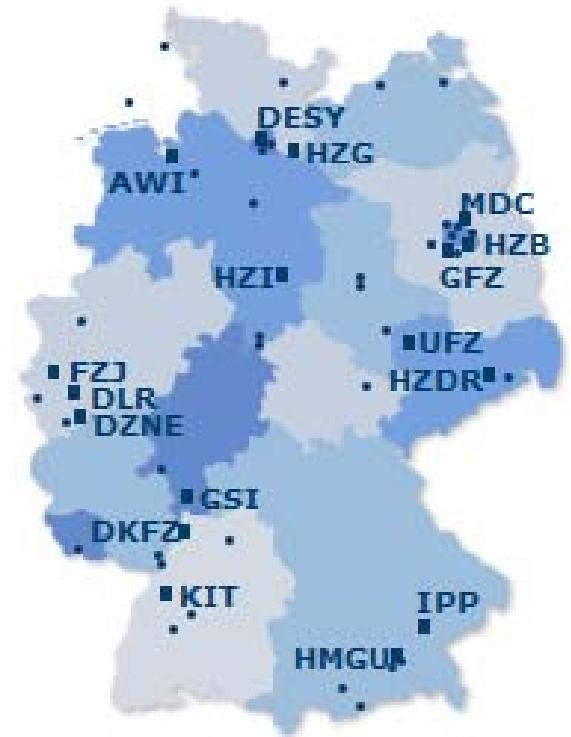 DESY
HZG
AWI
MDC
HZB
GFZ
HZI
UFZ
HZDR
FZJ
DLR
DZNE
GSI
DKFZ
KIT
IPP
HMGU